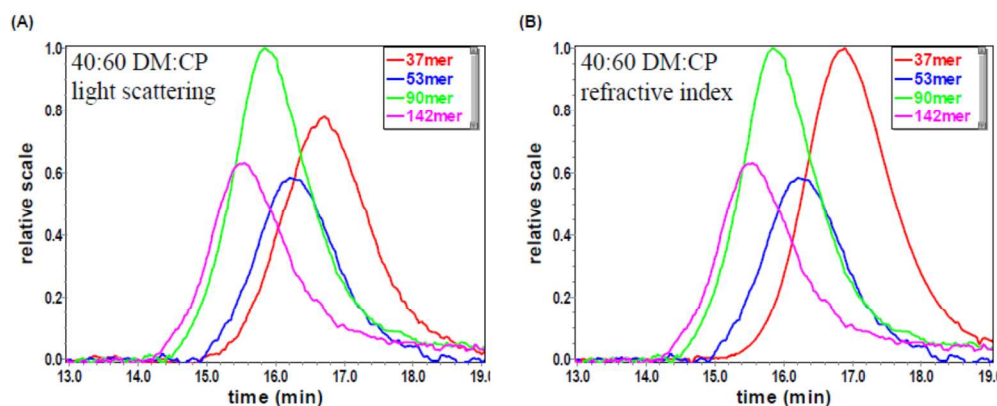 (A)
40:60 DM:CP
light scattering
37mer
53mer
90mer
142mer
relative scale
1.0
0.8
0.6
0.4
0.2
0.0
13.0 14.0 15.0 16.0 17.0 18.0 19.0
time (min)
(B)
40:60 DM:CP
refractive index
37mer
53mer
90mer
142mer
relative scale
1.0
0.8
0.6
0.4
0.2
0.0
13.0 14.0 15.0 16.0 17.0 18.0 19.0
time (min)